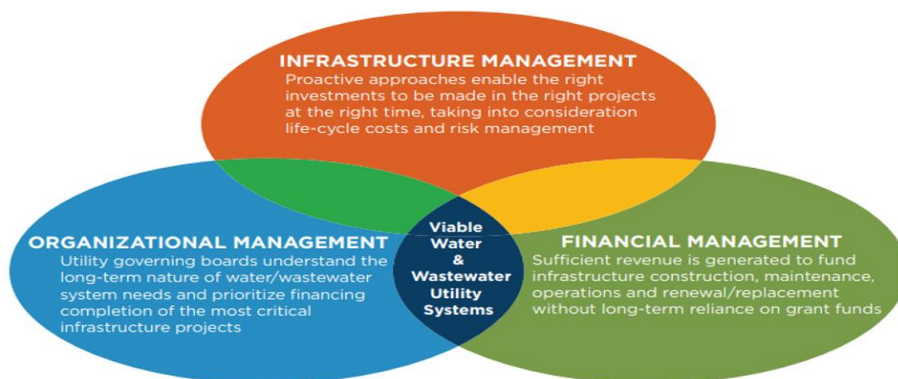 INFRASTRUCTURE MANAGEMENT
Proactive approaches enable the right
investments to be made in the right projects
at the right time, taking into consideration
life-cycle costs and risk management
ORGANIZATIONAL MANAGEMENT
Utility governing boards understand the
long-term nature of water/wastewater
system needs and prioritize financing
completion of the most critical
infrastructure projects
Viable
Water
&
Wastewater
Utility
Systems
FINANCIAL MANAGEMENT
Sufficient revenue is generated to fund
infrastructure construction, maintenance,
operations and renewal/replacement
without long-term reliance on grant funds